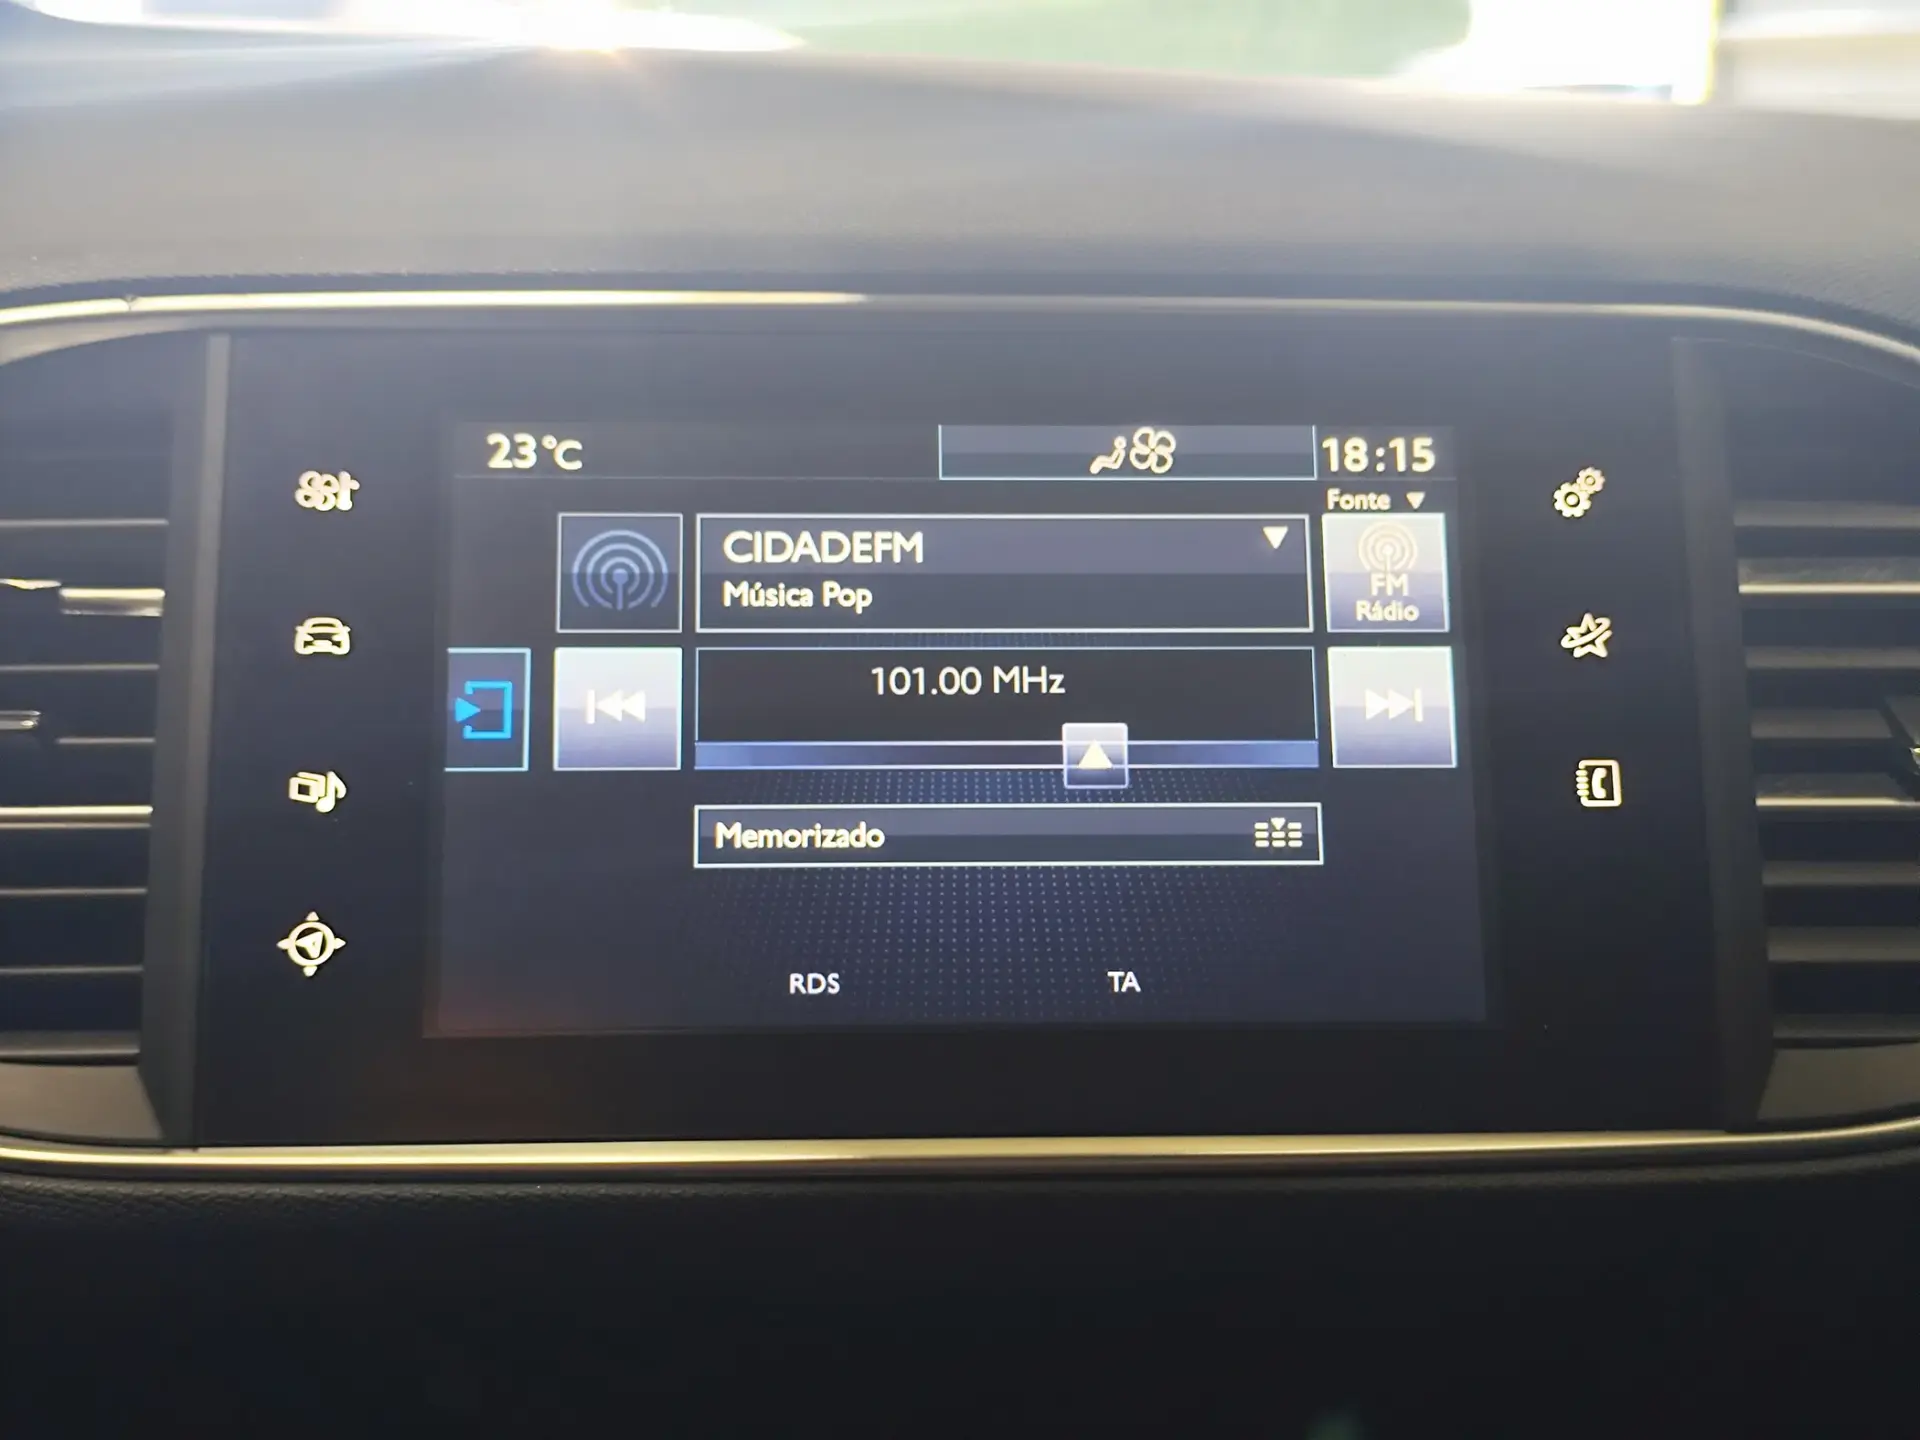 23°C
18:15
Fonte
CIDADEFM
Música Pop
FM
Rádio
101.00 MHz
Memorizado
RDS
TA